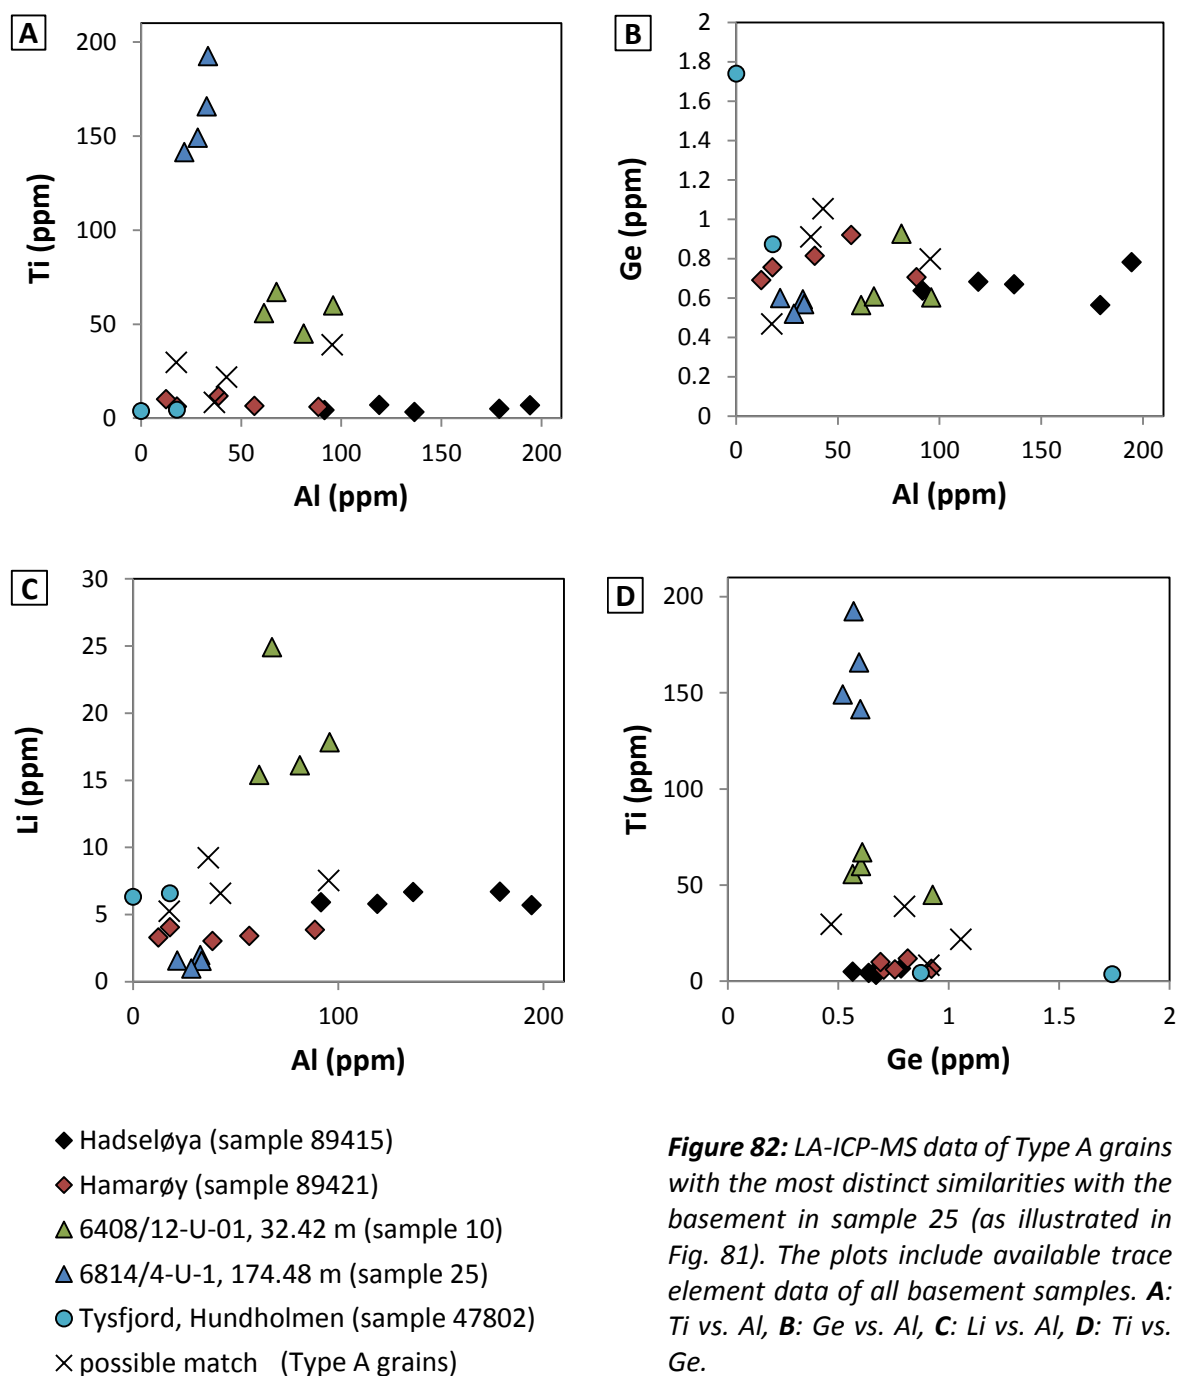 A
200
150
100
50
0
Ti (ppm)
0 50 100 150 200
Al (ppm)
B
2
1.8
1.6
1.4
1.2
1
0.8
0.6
0.4
0.2
0
Ge (ppm)
0 50 100 150 200
Al (ppm)
C
30
25
20
15
10
5
0
Li (ppm)
0 100 200
Al (ppm)
D
200
150
100
50
0
Ti (ppm)
0 0.5 1 1.5 2
Ge (ppm)
Hadseløya (sample 89415)
Hamarøy (sample 89421)
6408/12-U-01, 32.42 m (sample 10)
6814/4-U-1, 174.48 m (sample 25)
Tysfjord, Hundholmen (sample 47802)
possible match (Type A grains)
Figure 82: LA-ICP-MS data of Type A grains
with the most distinct similarities with the
basement in sample 25 (as illustrated in
Fig. 81). The plots include available trace
element data of all basement samples. A:
Ti vs. Al, B: Ge vs. Al, C: Li vs. Al, D: Ti vs.
Ge.